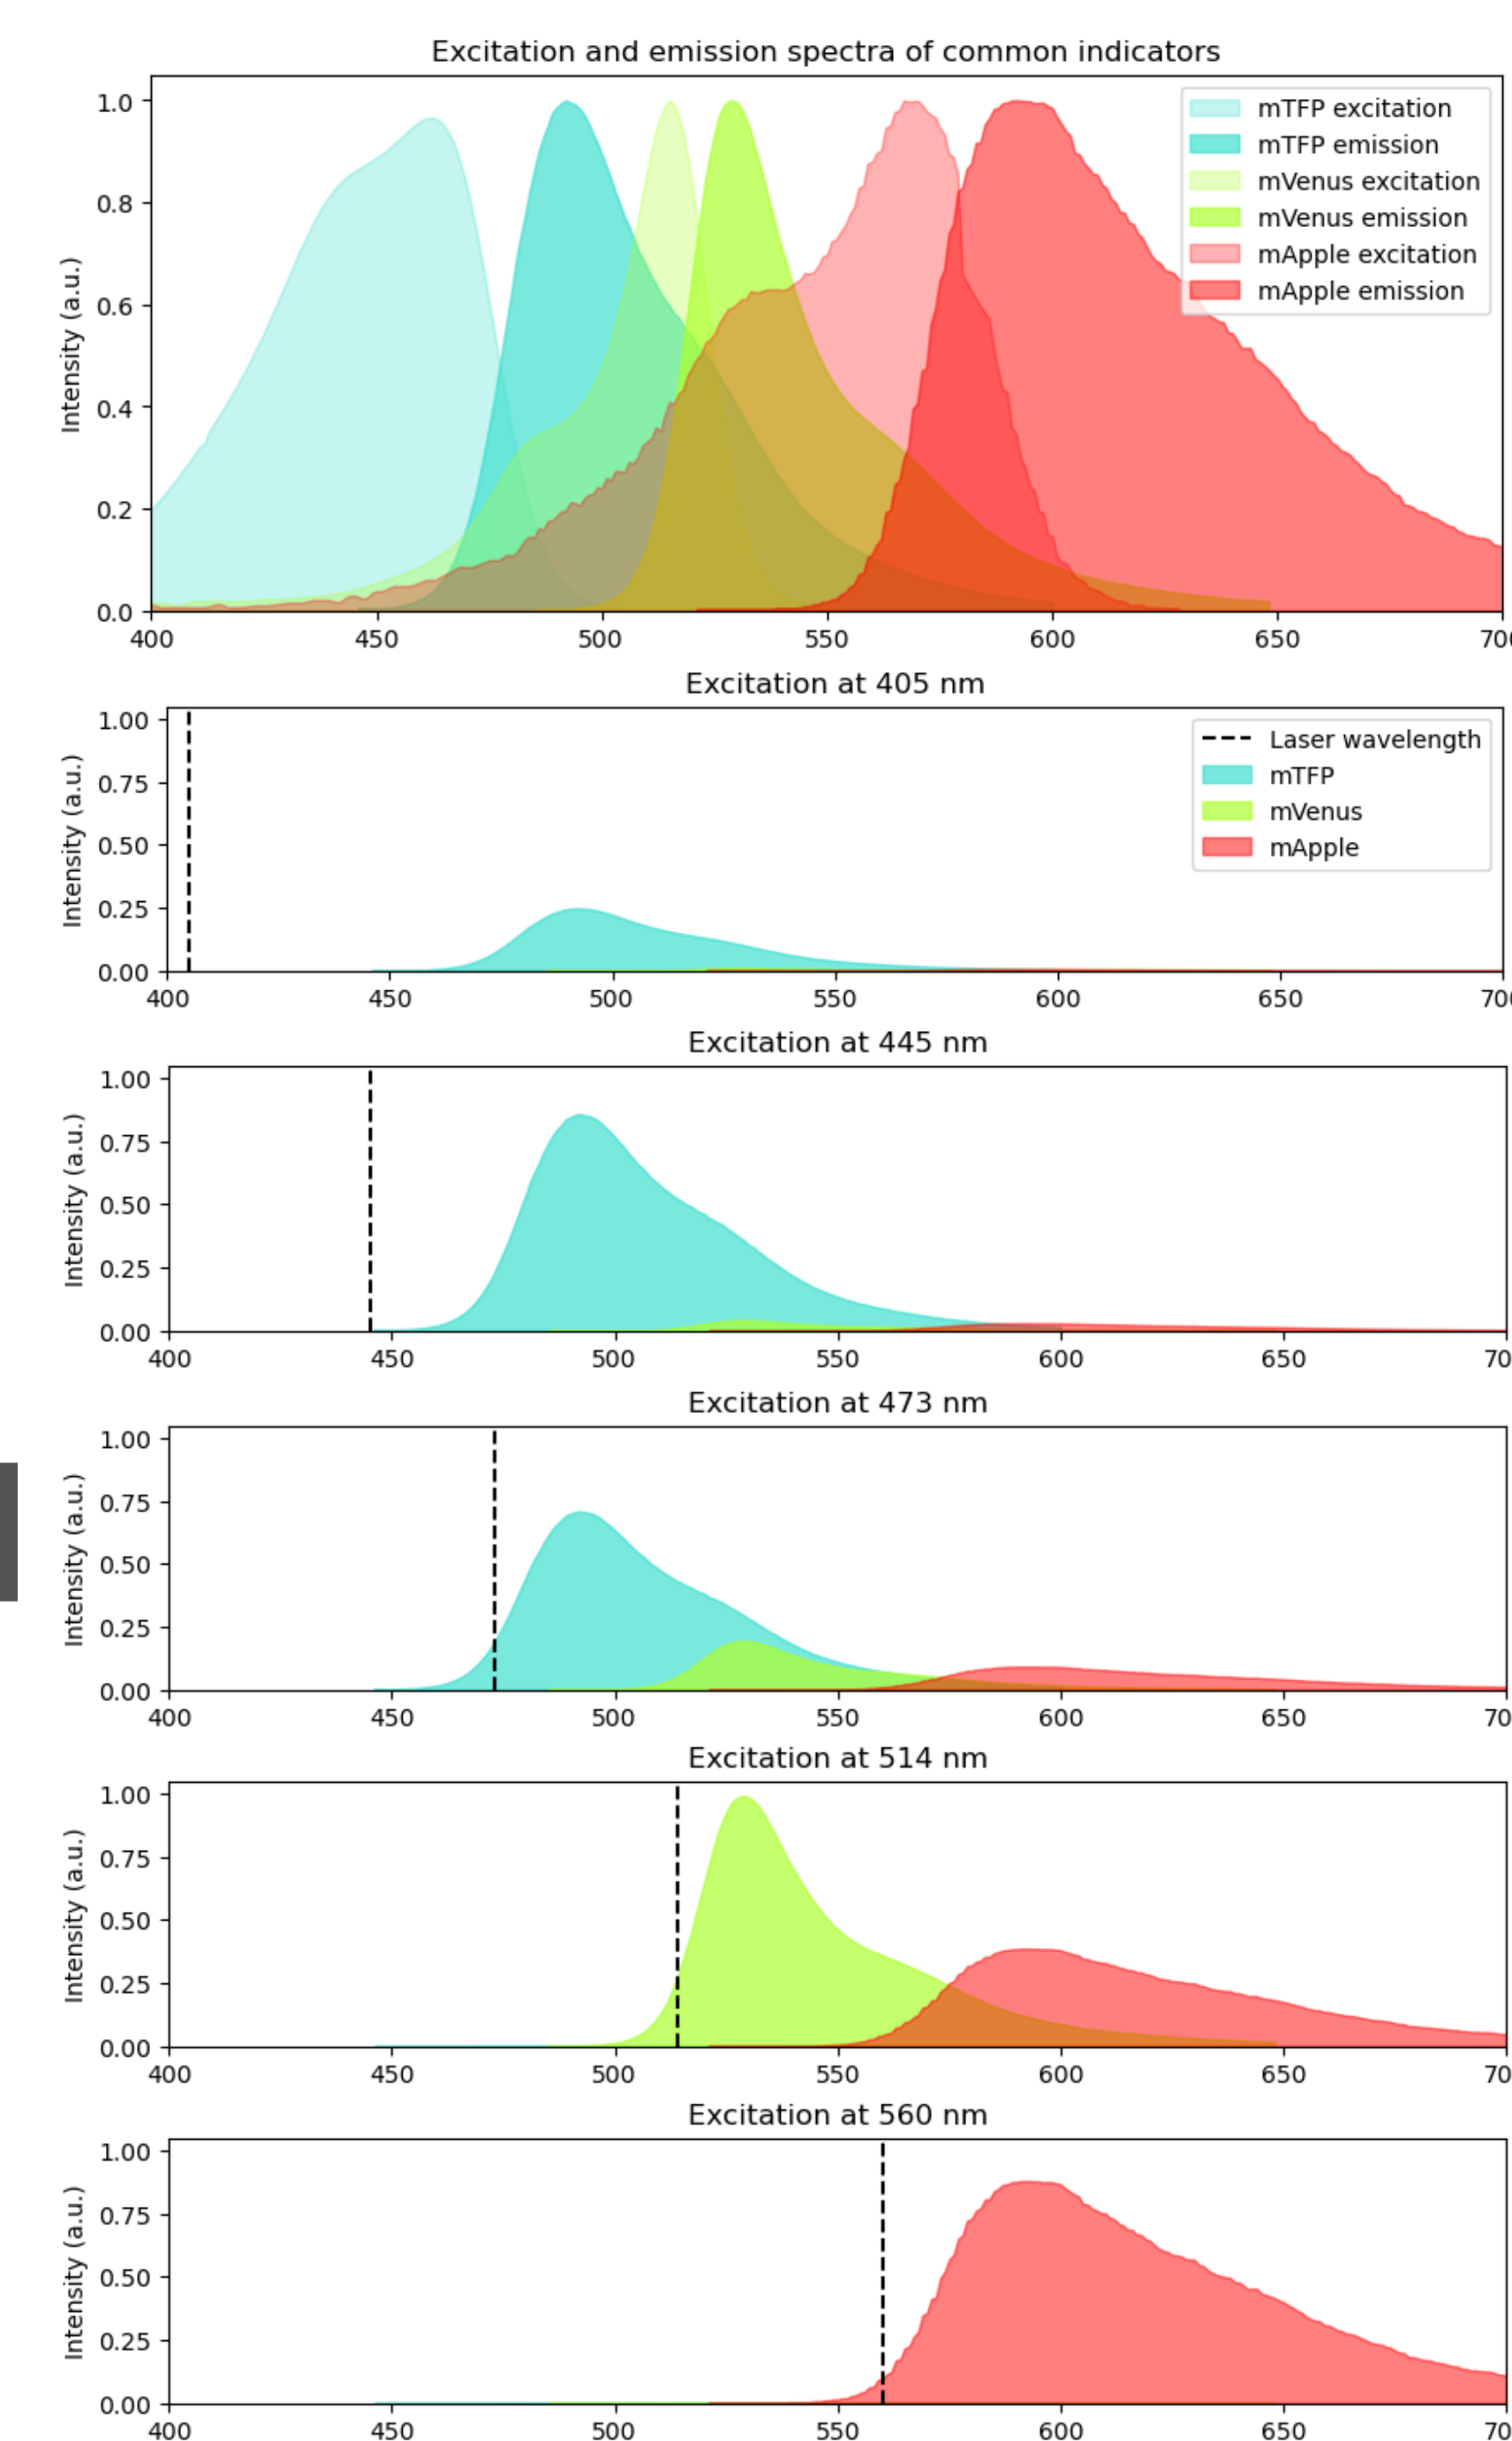 Excitation and emission spectra of common indicators
mTFP excitation
mTFP emission
mVenus excitation
mVenus emission
mApple excitation
mApple emission
Intensity (a.u.)
1.0
0.8
0.6
0.4
0.2
0.0
400 450 500 550 600 650 70
Excitation at 405 nm
Laser wavelength
mTFP
mVenus
mApple
Intensity (a.u.)
1.00
0.75
0.50
0.25
0.00
400 450 500 550 600 650 70
Excitation at 445 nm
Intensity (a.u.)
1.00
0.75
0.50
0.25
0.00
400 450 500 550 600 650 70
Excitation at 473 nm
Intensity (a.u.)
1.00
0.75
0.50
0.25
0.00
400 450 500 550 600 650 70
Excitation at 514 nm
Intensity (a.u.)
1.00
0.75
0.50
0.25
0.00
400 450 500 550 600 650 70
Excitation at 560 nm
Intensity (a.u.)
1.00
0.75
0.50
0.25
0.00
400 450 500 550 600 650 70